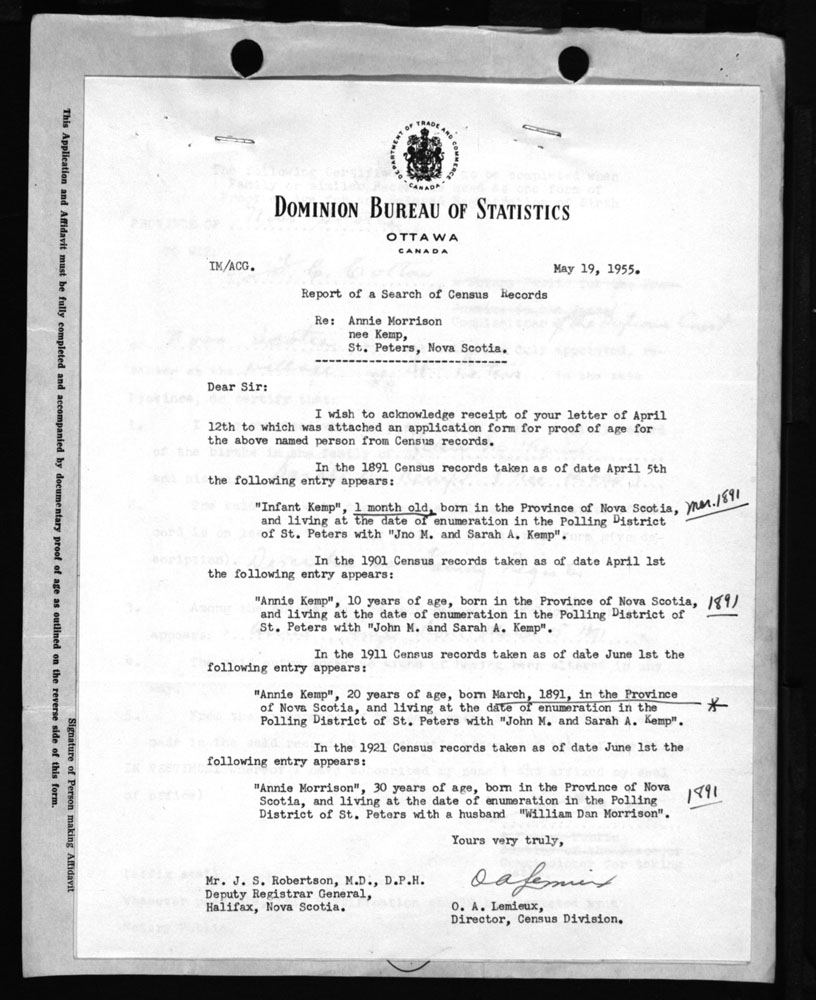 DEPARTMENT OF TRADE AND COMMERCE
CANADA
DOMINION BUREAU OF STATISTICS
OTTAWA
CANADA
IM/ACG.
May 19, 1955.
Report of a Search of Census Records
Re: Annie Morrison
nee Kemp,
St. Peters, Nova Scotia.
Dear Sir:
I wish to acknowledge receipt of your letter of April
12th to which was attached an application form for proof of age for
the above named person from Census records.
In the 1891 Census records taken as of date April 5th
the following entry appears:
"Infant Kemp", 1 month old, born in the Province of Nova Scotia, Mar. 1891
and living at the date of enumeration in the Polling District
of St. Peters with "Jno M. and Sarah A. Kemp".
In the 1901 Census records taken as of date April 1st
the following entry appears:
"Annie Kemp", 10 years of age, born in the Province of Nova Scotia, 1891
and living at the date of enumeration in the Polling District of
St. Peters with "John M. and Sarah A. Kemp".
In the 1911 Census records taken as of date June 1st the
following entry appears:
"Annie Kemp", 20 years of age, born March, 1891, in the Province
of Nova Scotia, and living at the date of enumeration in the *
Polling District of St. Peters with "John M. and Sarah A. Kemp".
In the 1921 Census records taken as of date June 1st the
following entry appears:
"Annie Morrison", 30 years of age, born in the Province of Nova
Scotia, and living at the date of enumeration in the Polling 1891
District of St. Peters with a husband "William Dan Morrison".
Yours very truly,
O A Lemieux
Mr. J. S. Robertson, M.D., D.P.H.
Deputy Registrar General,
Halifax, Nova Scotia.
O. A. Lemieux,
Director, Census Division.
This Application and Affidavit must be fully completed and accompanied by documentary proof of age as outlined on the reverse side of this form.
Signature of Person making Affidavit